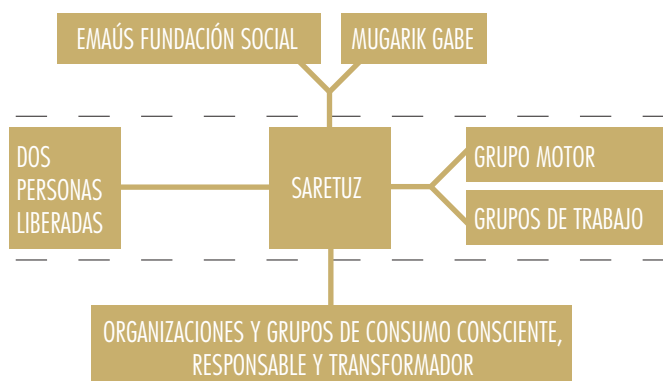 EMAÚS FUNDACIÓN SOCIAL
MUGARIK GABE
DOS
PERSONAS
LIBERADAS
SARETUZ
GRUPO MOTOR
GRUPOS DE TRABAJO
ORGANIZACIONES Y GRUPOS DE CONSUMO CONSCIENTE,
RESPONSABLE Y TRANSFORMADOR